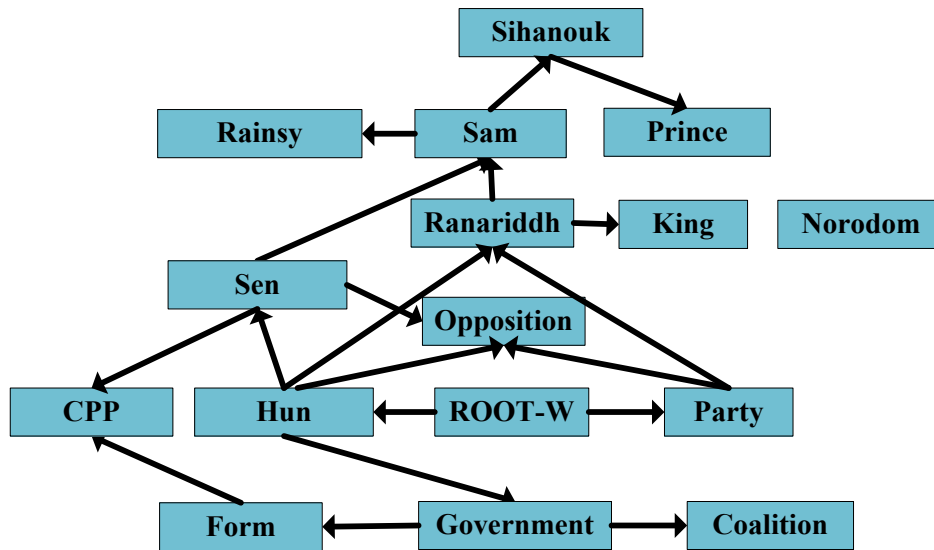 Sihanouk
Rainsy
Sam
Prince
Ranariddh
King
Norodom
Sen
Opposition
CPP
Hun
ROOT-W
Party
Form
Government
Coalition